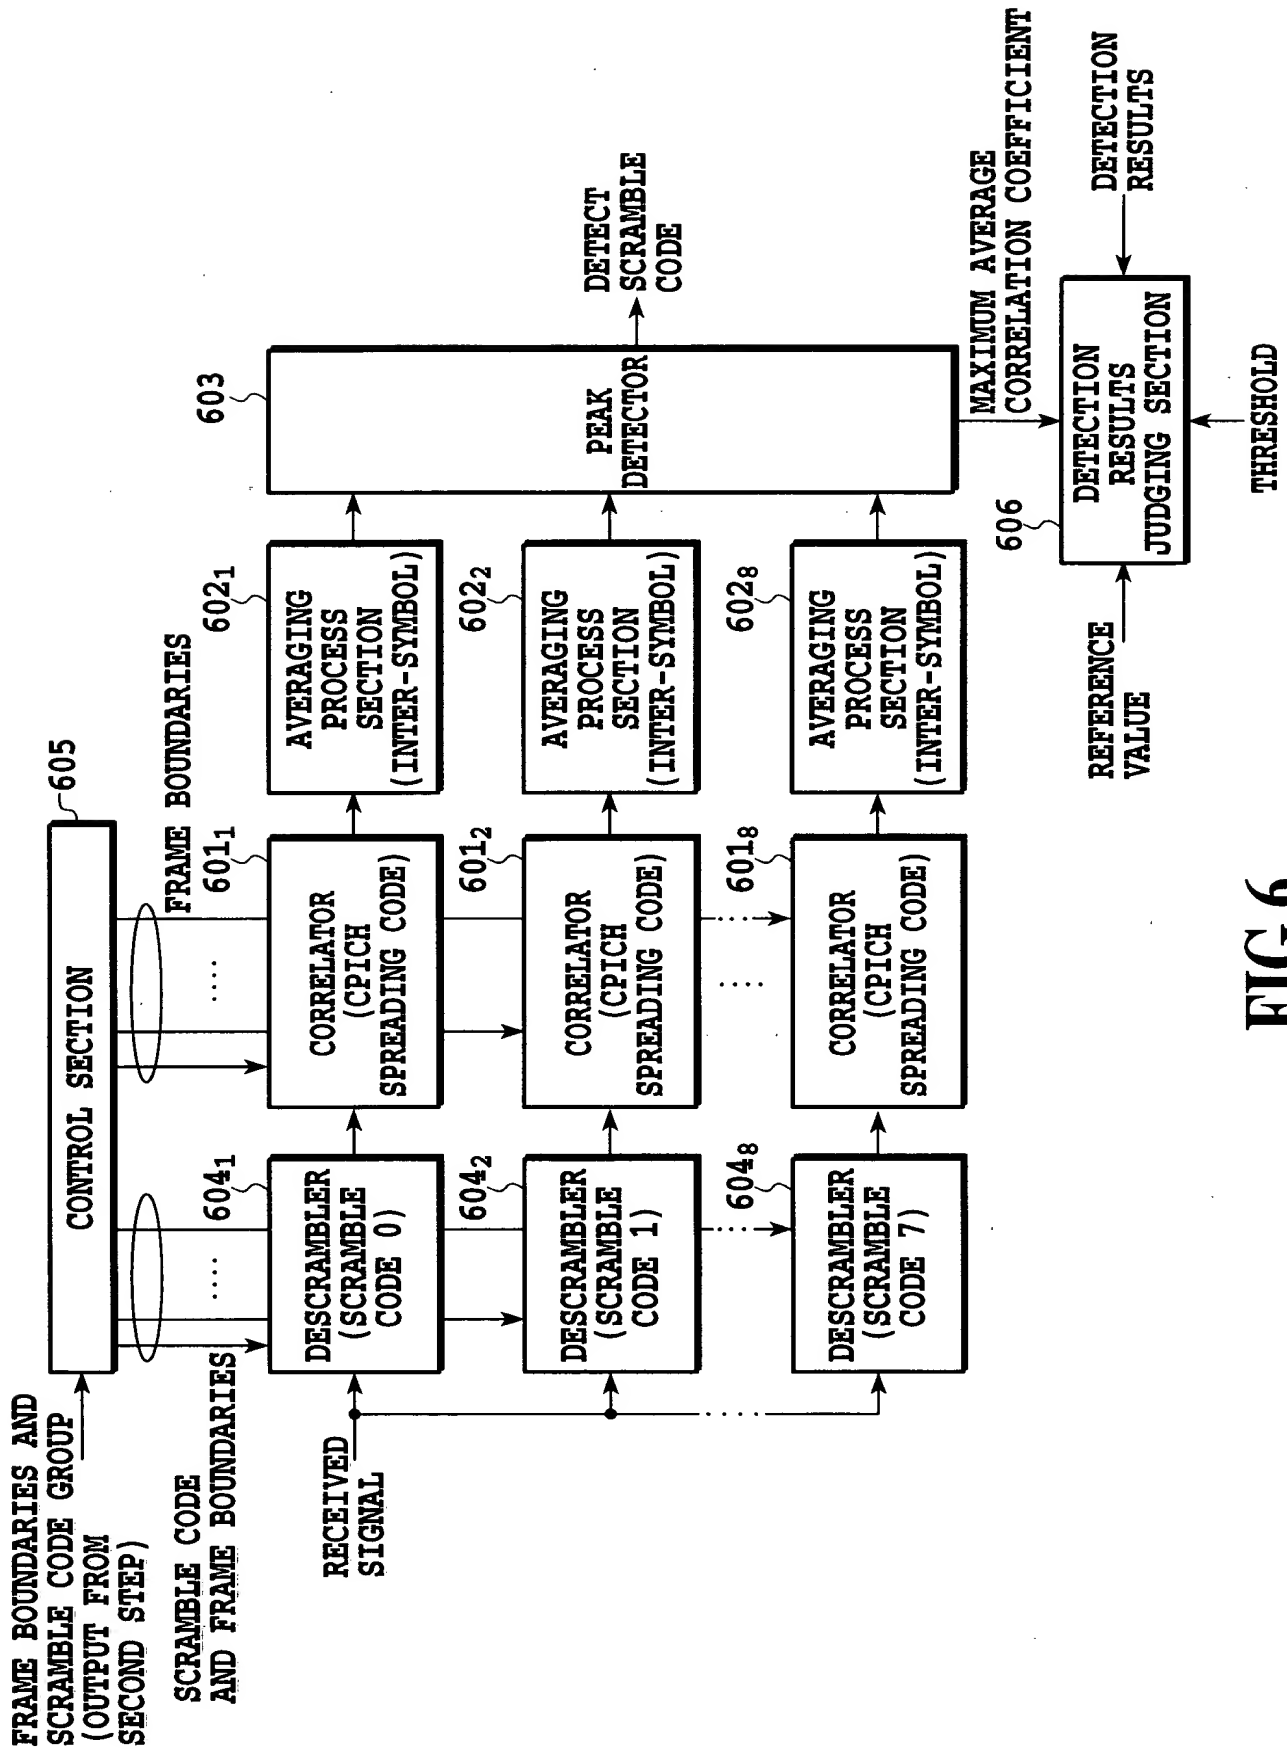 FRAME BOUNDARIES AND
SCRAMBLE CODE GROUP
(OUTPUT FROM
SECOND STEP)
CONTROL SECTION
605
SCRAMBLE CODE
AND FRAME BOUNDARIES
FRAME BOUNDARIES
RECEIVED
SIGNAL
604₁
DESCRAMBLER
(SCRAMBLE
CODE 0)
601₁
CORRELATOR
(CPICH
SPREADING CODE)
602₁
AVERAGING
PROCESS
SECTION
(INTER-SYMBOL)
603
PEAK
DETECTOR
DETECT
SCRAMBLE
CODE
604₂
DESCRAMBLER
(SCRAMBLE
CODE 1)
601₂
CORRELATOR
(CPICH
SPREADING CODE)
602₂
AVERAGING
PROCESS
SECTION
(INTER-SYMBOL)
604₈
DESCRAMBLER
(SCRAMBLE
CODE 7)
601₈
CORRELATOR
(CPICH
SPREADING CODE)
602₈
AVERAGING
PROCESS
SECTION
(INTER-SYMBOL)
MAXIMUM AVERAGE
CORRELATION COEFFICIENT
606
REFERENCE
VALUE
DETECTION
RESULTS
JUDGING SECTION
DETECTION
RESULTS
THRESHOLD
FIG.6